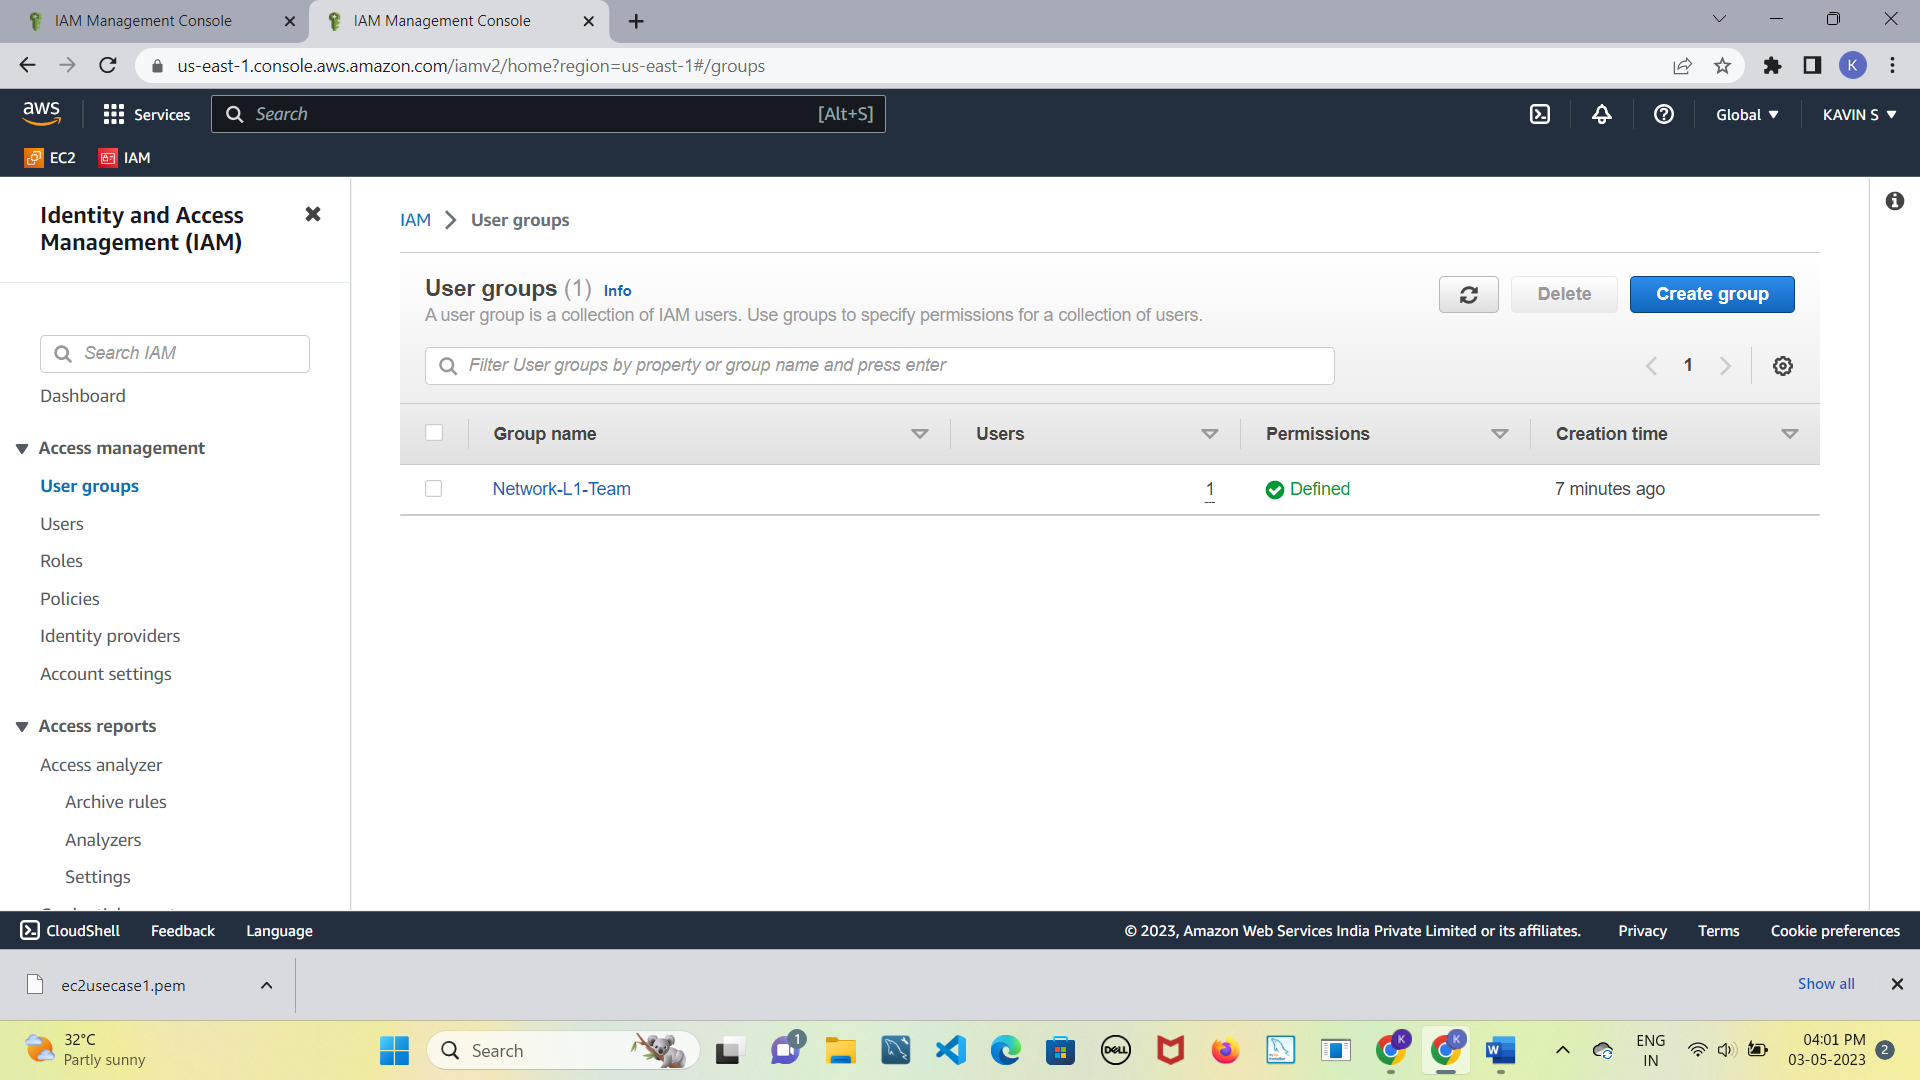 IAM Management Console
IAM Management Console
us-east-1.console.aws.amazon.com/iamv2/home?region=us-east-1#/groups
K
aws
Services
Search
[Alt+S]
Global
KAVIN S
EC2
IAM
Identity and Access
Management (IAM)
Search IAM
Dashboard
Access management
User groups
Users
Roles
Policies
Identity providers
Account settings
Access reports
Access analyzer
Archive rules
Analyzers
Settings
IAM > User groups
User groups (1) Info
A user group is a collection of IAM users. Use groups to specify permissions for a collection of users.
Delete
Create group
Filter User groups by property or group name and press enter
1
Group name Users Permissions Creation time
Network-L1-Team 1 Defined 7 minutes ago
CloudShell Feedback Language
© 2023, Amazon Web Services India Private Limited or its affiliates. Privacy Terms Cookie preferences
ec2usecase1.pem
Show all
32°C
Partly sunny
Search
1
DELL
K
K
W
ENG
IN
04:01 PM
03-05-2023
2